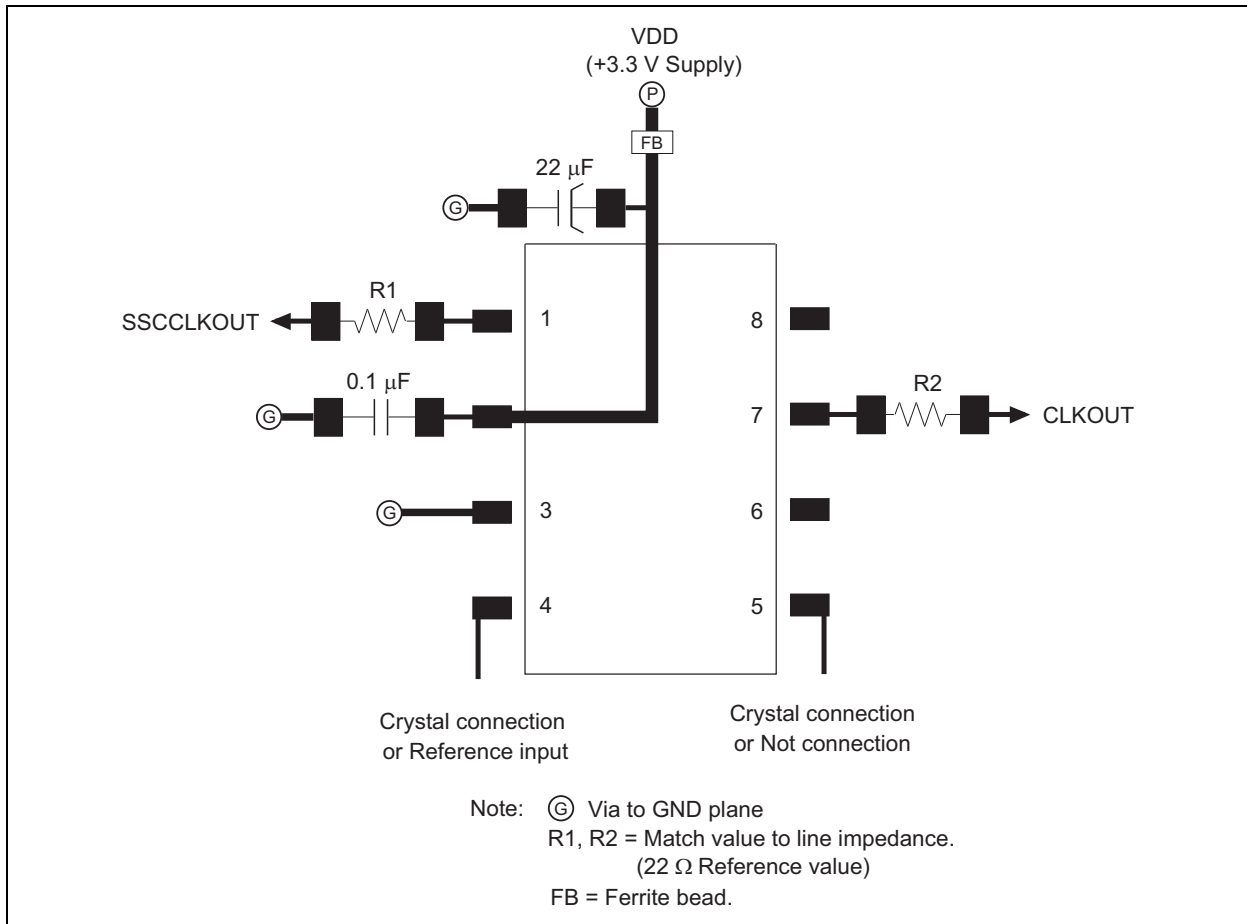 VDD
(+3.3 V Supply)
P
FB
22 μF
G
R1
SSCCLKOUT
1
8
0.1 μF
G
R2
7
CLKOUT
G
3
6
4
5
Crystal connection
or Reference input
Crystal connection
or Not connection
Note: G Via to GND plane
R1, R2 = Match value to line impedance.
(22 Ω Reference value)
FB = Ferrite bead.